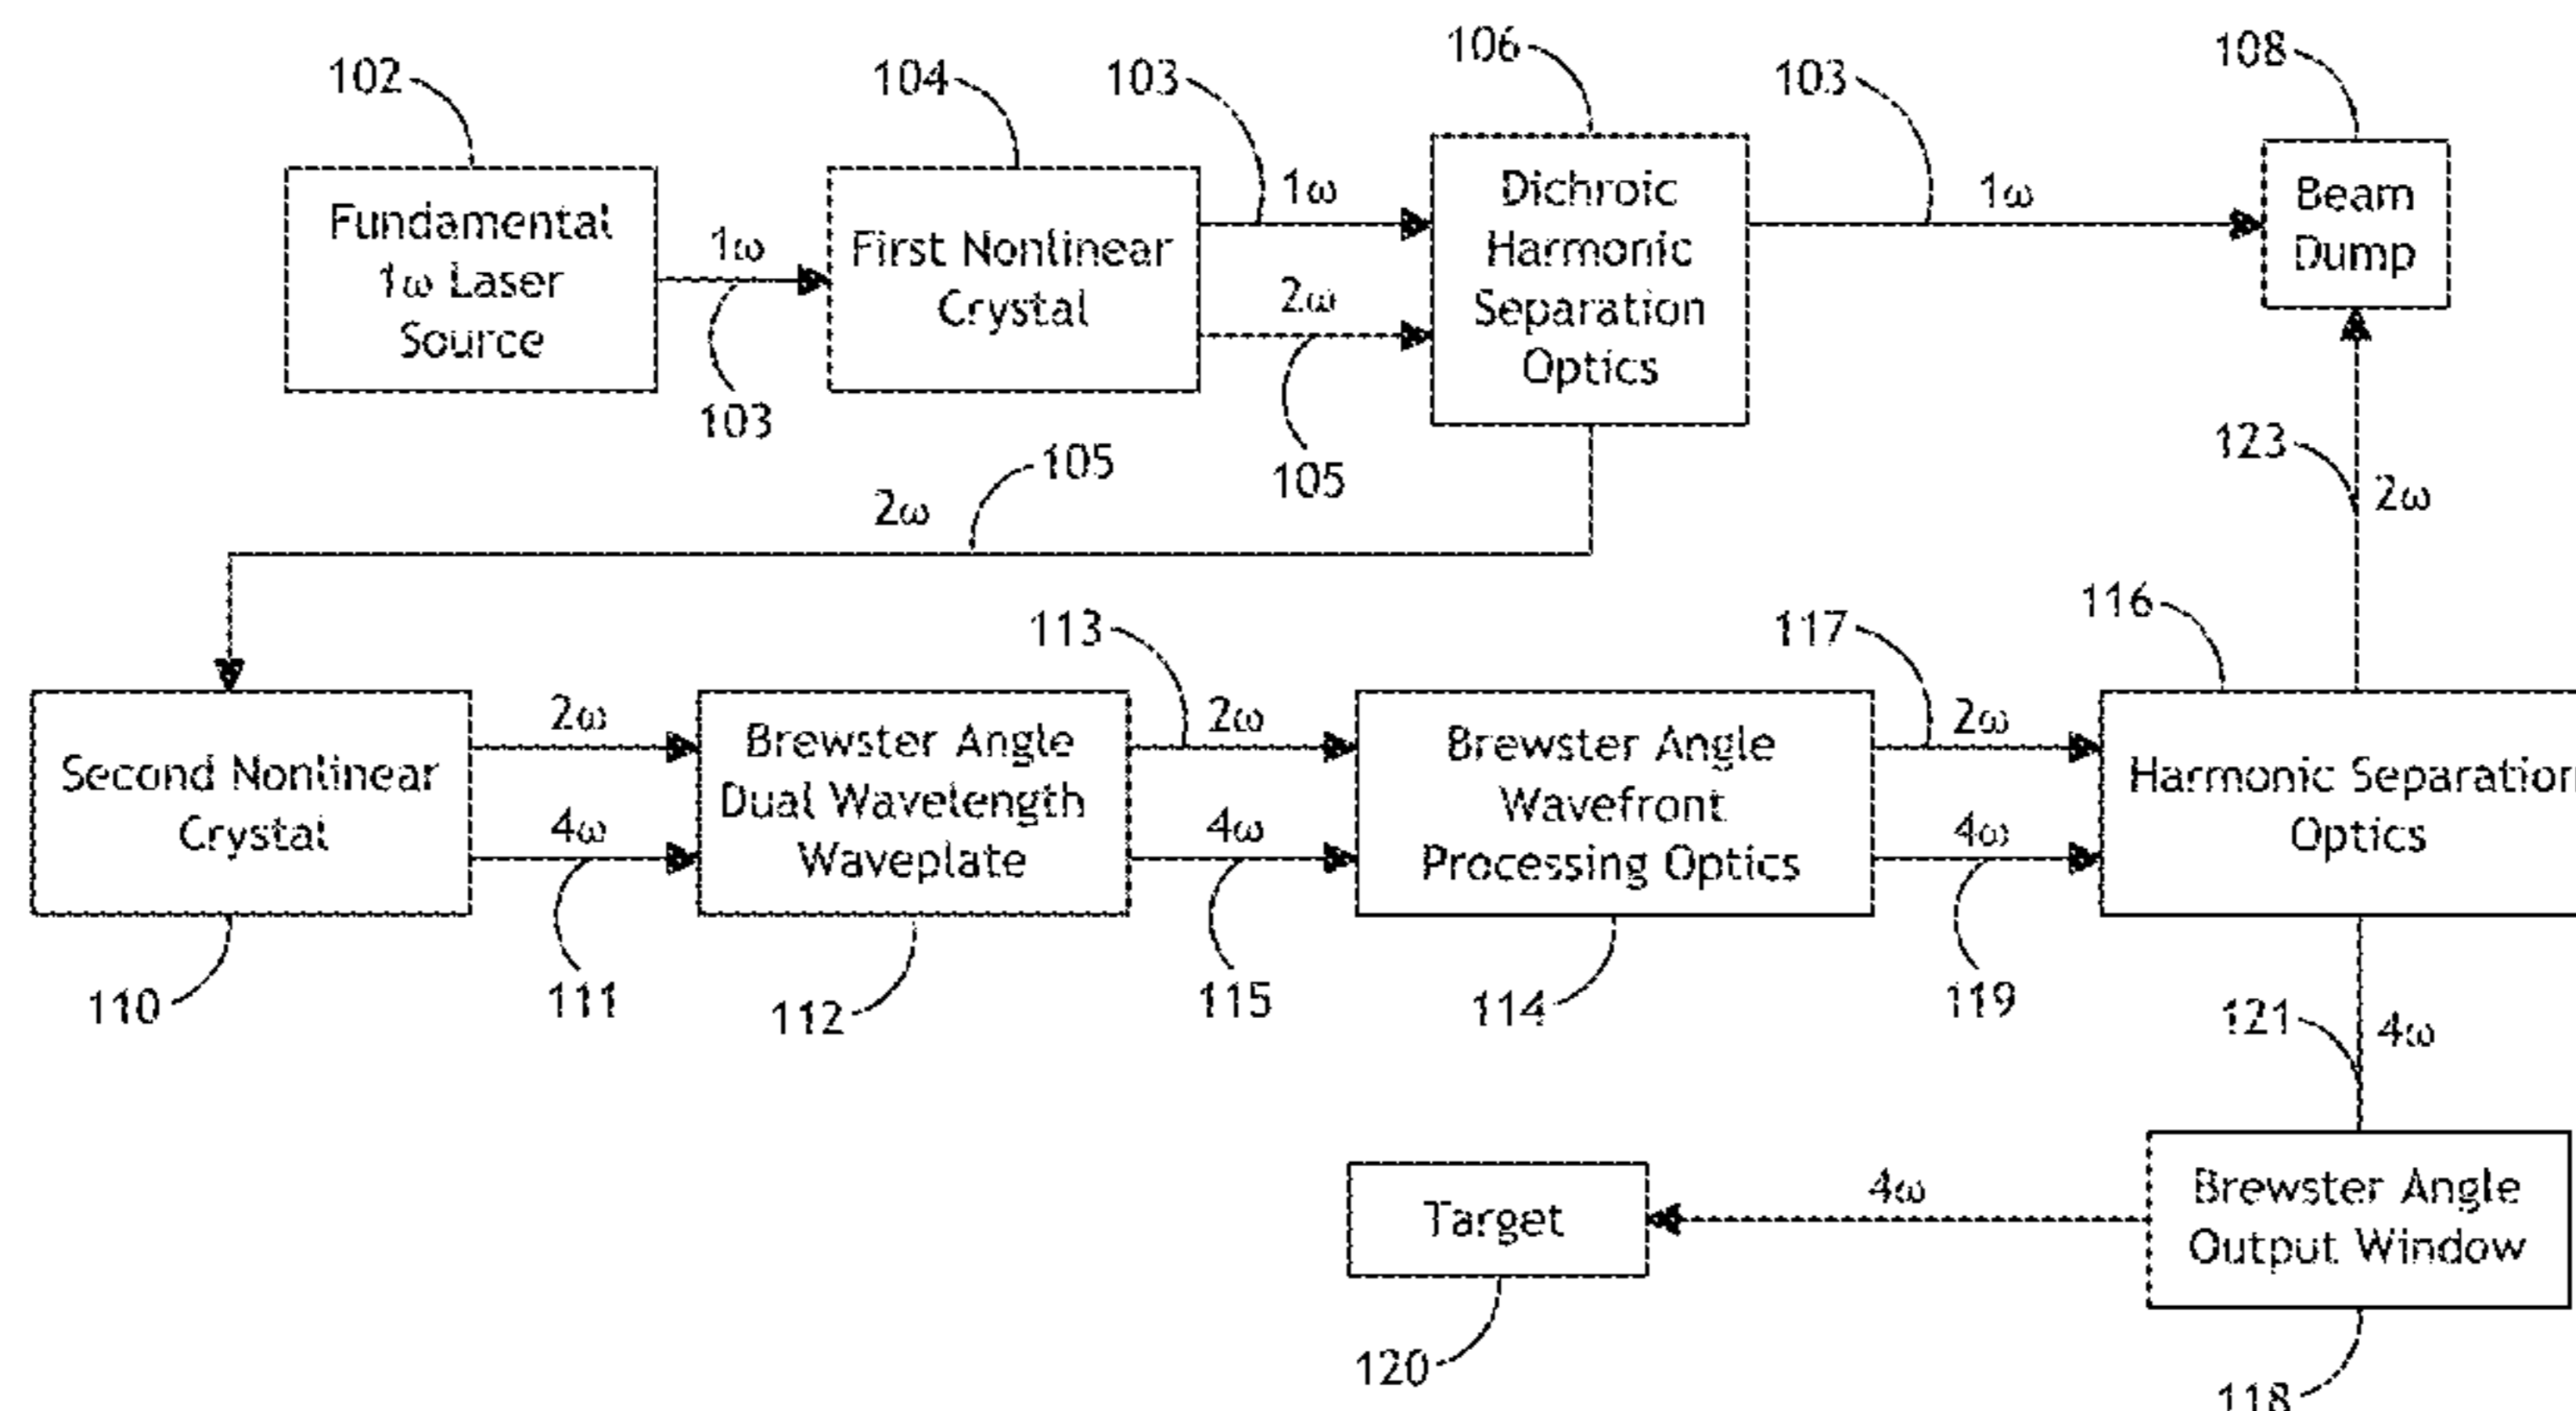 102
104
103
106
103
108
Fundamental
1ω Laser
Source
1ω
103
First Nonlinear
Crystal
1ω
2ω
105
Dichroic
Harmonic
Separation
Optics
1ω
Beam
Dump
105
2ω
123
2ω
113
117
116
Second Nonlinear
Crystal
2ω
4ω
Brewster Angle
Dual Wavelength
Waveplate
2ω
4ω
Brewster Angle
Wavefront
Processing Optics
2ω
4ω
Harmonic Separation
Optics
110
111
112
115
114
119
121
4ω
Target
4ω
Brewster Angle
Output Window
120
118